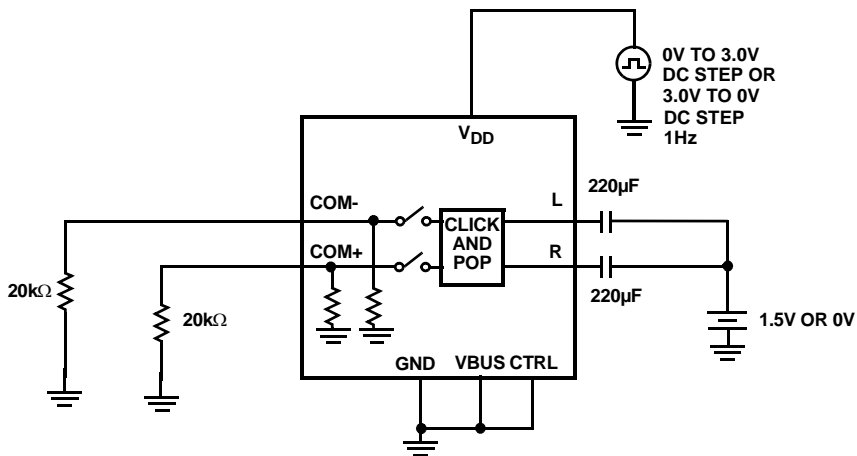 0V TO 3.0V
DC STEP OR
3.0V TO 0V
DC STEP
1Hz
VDD
220µF
COM-
L
CLICK
AND
POP
COM+
R
20kΩ
20kΩ
220µF
1.5V OR 0V
GND
VBUS
CTRL